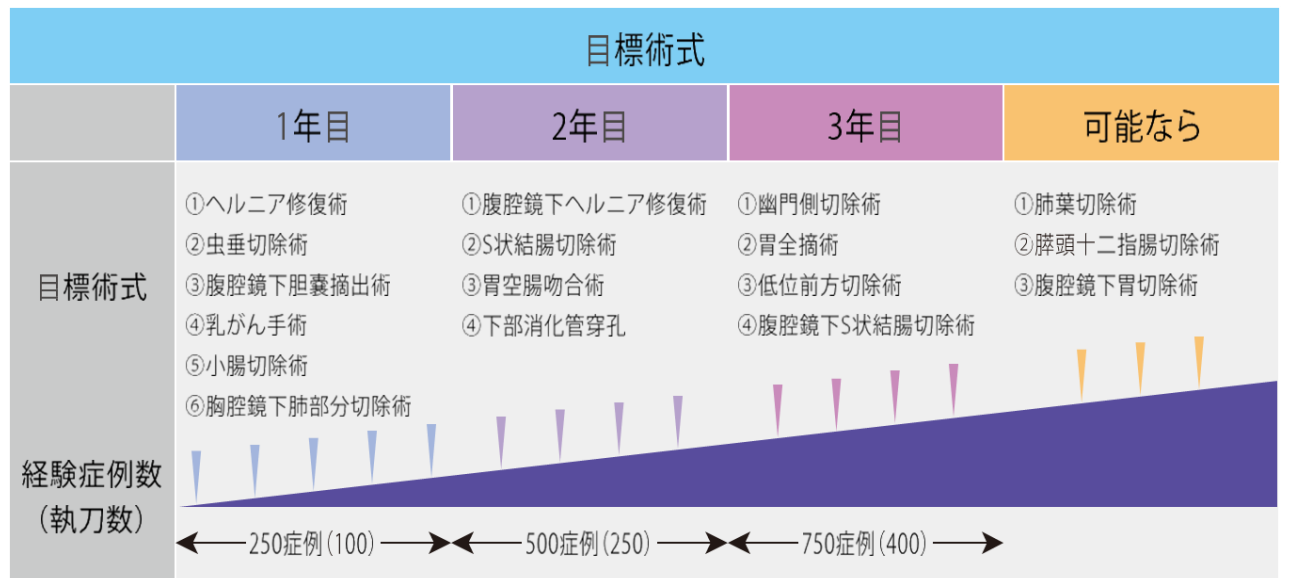 目標術式
1年目
2年目
3年目
可能なら
目標術式
①ヘルニア修復術
②虫垂切除術
③腹腔鏡下胆嚢摘出術
④乳がん手術
⑤小腸切除術
⑥胸腔鏡下肺部分切除術
①腹腔鏡下ヘルニア修復術
②S状結腸切除術
③胃空腸吻合術
④下部消化管穿孔
①幽門側切除術
②胃全摘術
③低位前方切除術
④腹腔鏡下S状結腸切除術
①肺葉切除術
②膵頭十二指腸切除術
③腹腔鏡下胃切除術
経験症例数
（執刀数）
250症例（100）
500症例（250）
750症例（400）